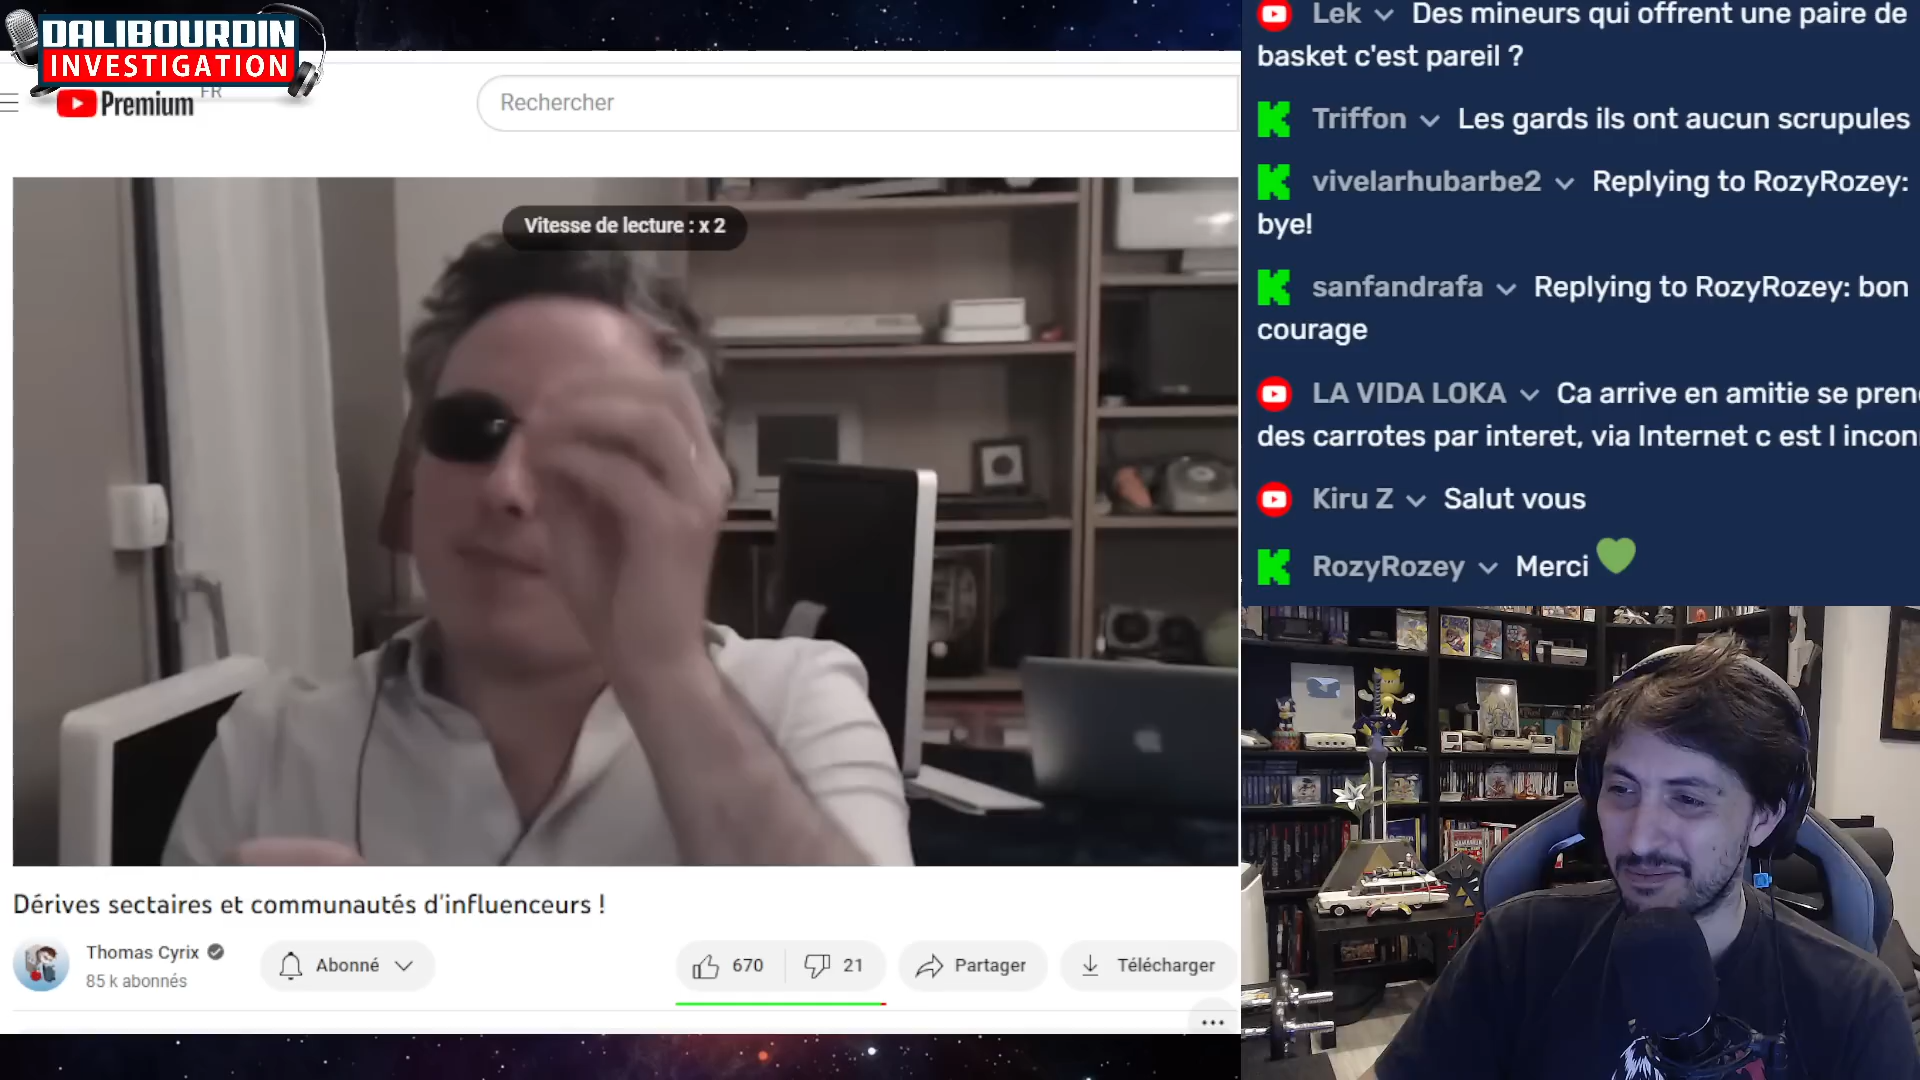 DALIBOURDIN
INVESTIGATION
Premium
FR
Rechercher
Vitesse de lecture : x 2
Dérives sectaires et communautés d'influenceurs !
Thomas Cyrix
85 k abonnés
Abonné
670
21
Partager
Télécharger
Lek Des mineurs qui offrent une paire de
basket c'est pareil ?
Triffon Les gards ils ont aucun scrupules
vivelarhubarbe2 Replying to RozyRozey:
bye!
sanfandrafa Replying to RozyRozey: bon
courage
LA VIDA LOKA Ca arrive en amitie se pren
des carrotes par interet, via Internet c est l incon
Kiru Z Salut vous
RozyRozey Merci